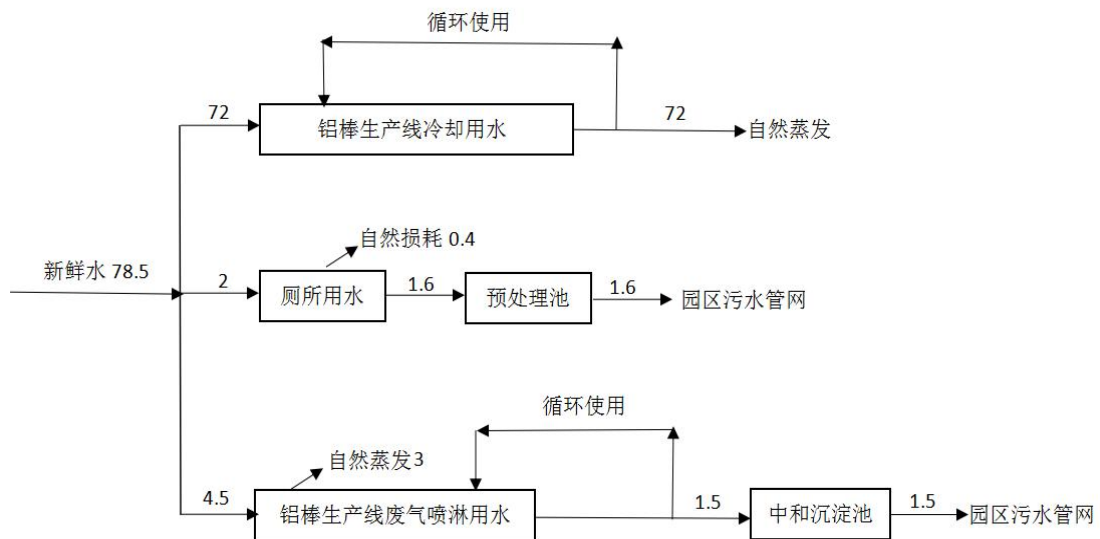 循环使用
72
铝棒生产线冷却用水
72
自然蒸发
自然损耗 0.4
新鲜水 78.5
2
厕所用水
1.6
预处理池
1.6
园区污水管网
循环使用
自然蒸发3
4.5
铝棒生产线废气喷淋用水
1.5
中和沉淀池
1.5
园区污水管网